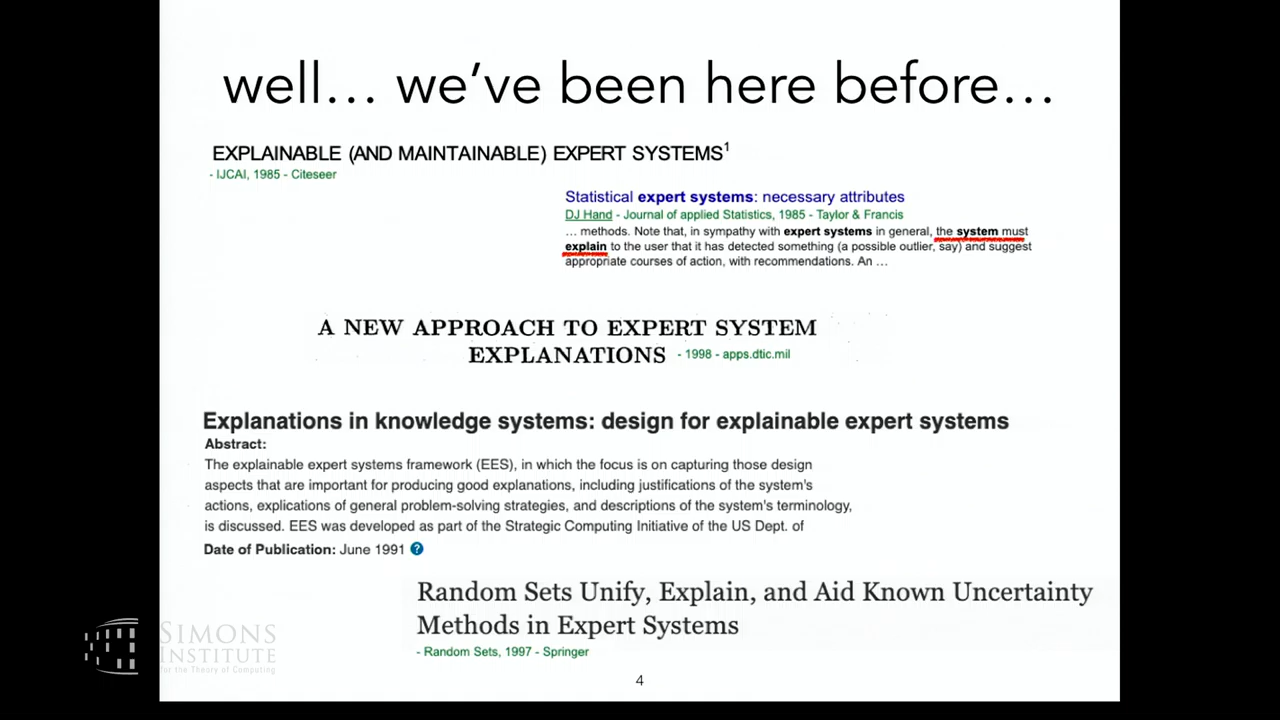 well... we've been here before...
EXPLAINABLE (AND MAINTAINABLE) EXPERT SYSTEMS¹
- IJCAI, 1985 - Citeseer
Statistical expert systems: necessary attributes
DJ Hand - Journal of applied Statistics, 1985 - Taylor & Francis
… methods. Note that, in sympathy with expert systems in general, the system must
explain to the user that it has detected something (a possible outlier, say) and suggest
appropriate courses of action, with recommendations. An …
A NEW APPROACH TO EXPERT SYSTEM
EXPLANATIONS - 1998 - apps.dtic.mil
Explanations in knowledge systems: design for explainable expert systems
Abstract:
The explainable expert systems framework (EES), in which the focus is on capturing those design
aspects that are important for producing good explanations, including justifications of the system's
actions, explications of general problem-solving strategies, and descriptions of the system's terminology,
is discussed. EES was developed as part of the Strategic Computing Initiative of the US Dept. of
Date of Publication: June 1991 ?
Random Sets Unify, Explain, and Aid Known Uncertainty
Methods in Expert Systems
- Random Sets, 1997 - Springer
SIMONS
INSTITUTE
for the Theory of Computing
4